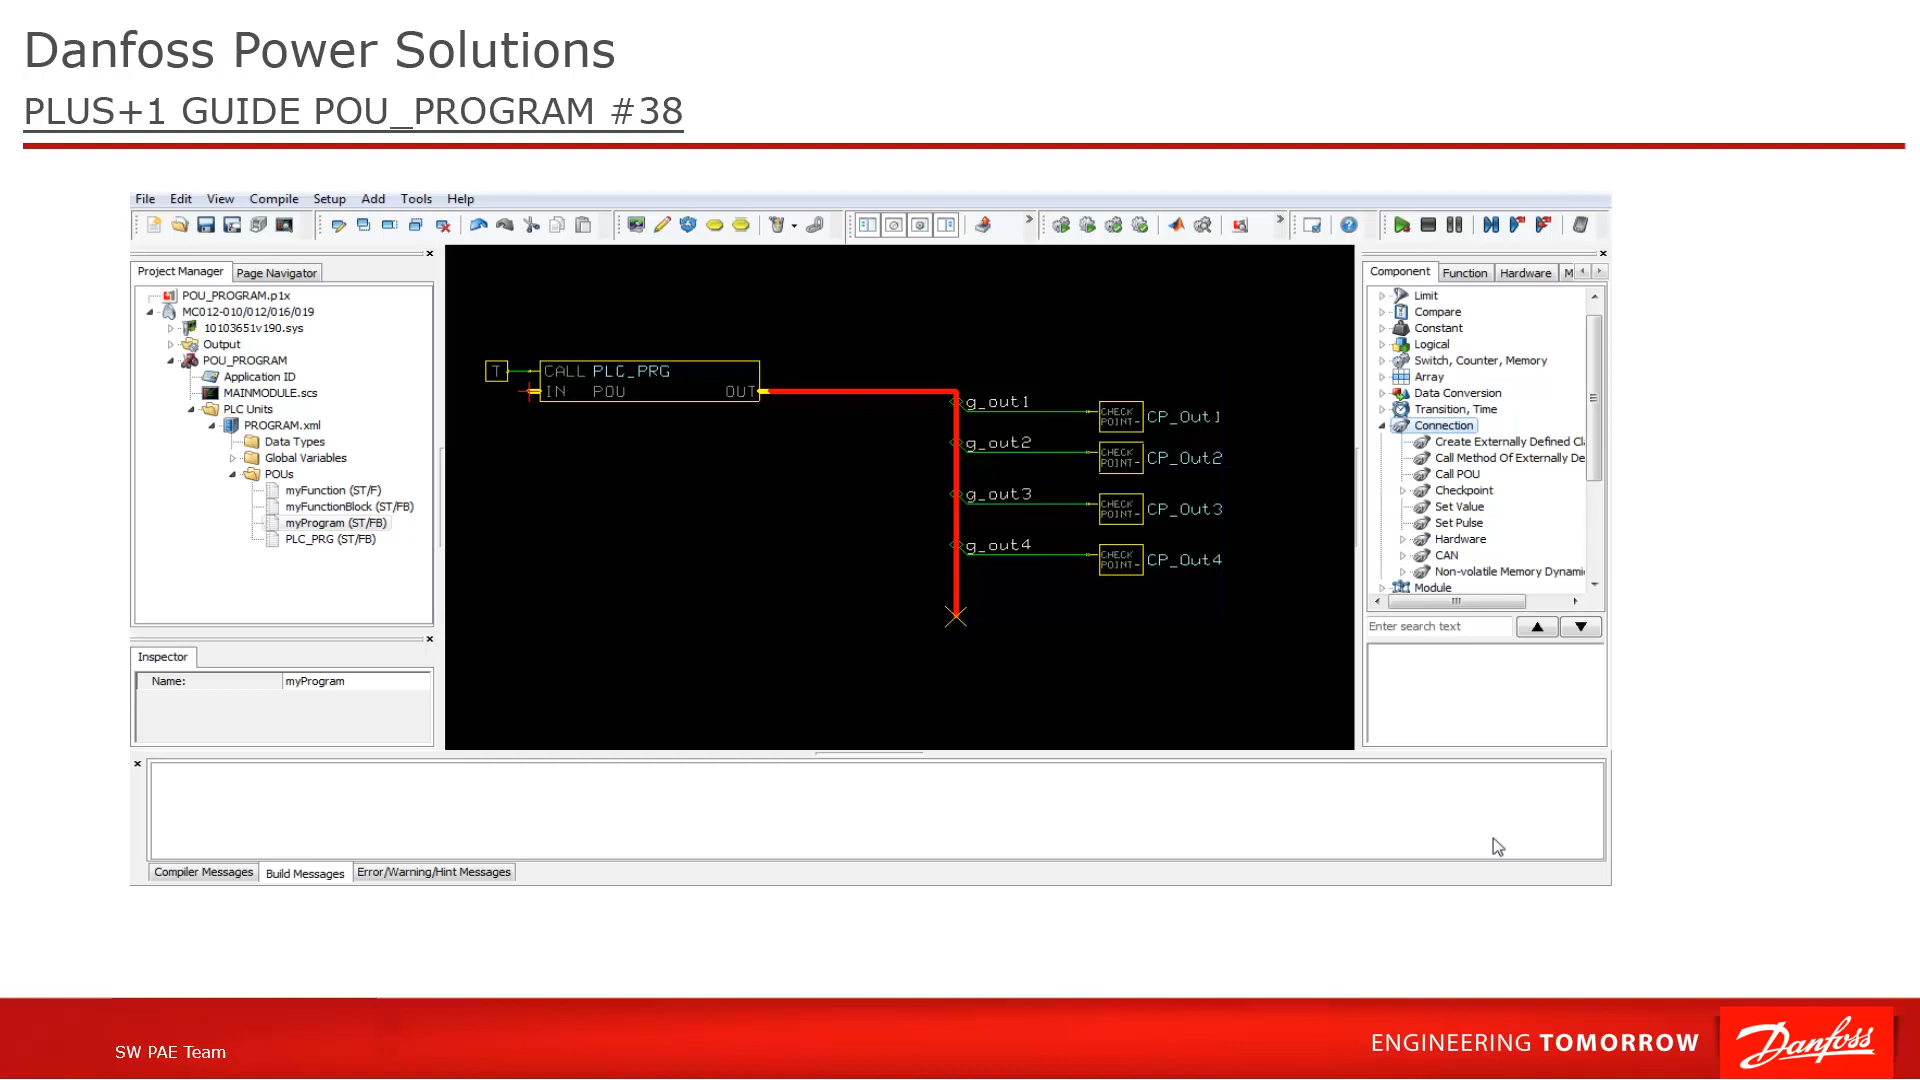 Danfoss Power Solutions
PLUS+1 GUIDE POU_PROGRAM #38
File Edit View Compile Setup Add Tools Help
Project Manager Page Navigator
POU_PROGRAM.p1x
MC012-010/012/016/019
10103651v190.sys
Output
POU_PROGRAM
Application ID
MAINMODULE.scs
PLC Units
PROGRAM.xml
Data Types
Global Variables
POUs
myFunction (ST/F)
myFunctionBlock (ST/FB)
myProgram (ST/FB)
PLC_PRG (ST/FB)
Inspector
Name: myProgram
T CALL PLC_PRG
IN POU OUT
g_out1 CHECK POINT- CP_Out1
g_out2 CHECK POINT- CP_Out2
g_out3 CHECK POINT- CP_Out3
g_out4 CHECK POINT- CP_Out4
Component Function Hardware M
Limit
Compare
Constant
Logical
Switch, Counter, Memory
Array
Data Conversion
Transition, Time
Connection
Create Externally Defined Cl
Call Method Of Externally De
Call POU
Checkpoint
Set Value
Set Pulse
Hardware
CAN
Non-volatile Memory Dynami
Module
Enter search text
Compiler Messages Build Messages Error/Warning/Hint Messages
SW PAE Team
ENGINEERING TOMORROW
Danfoss